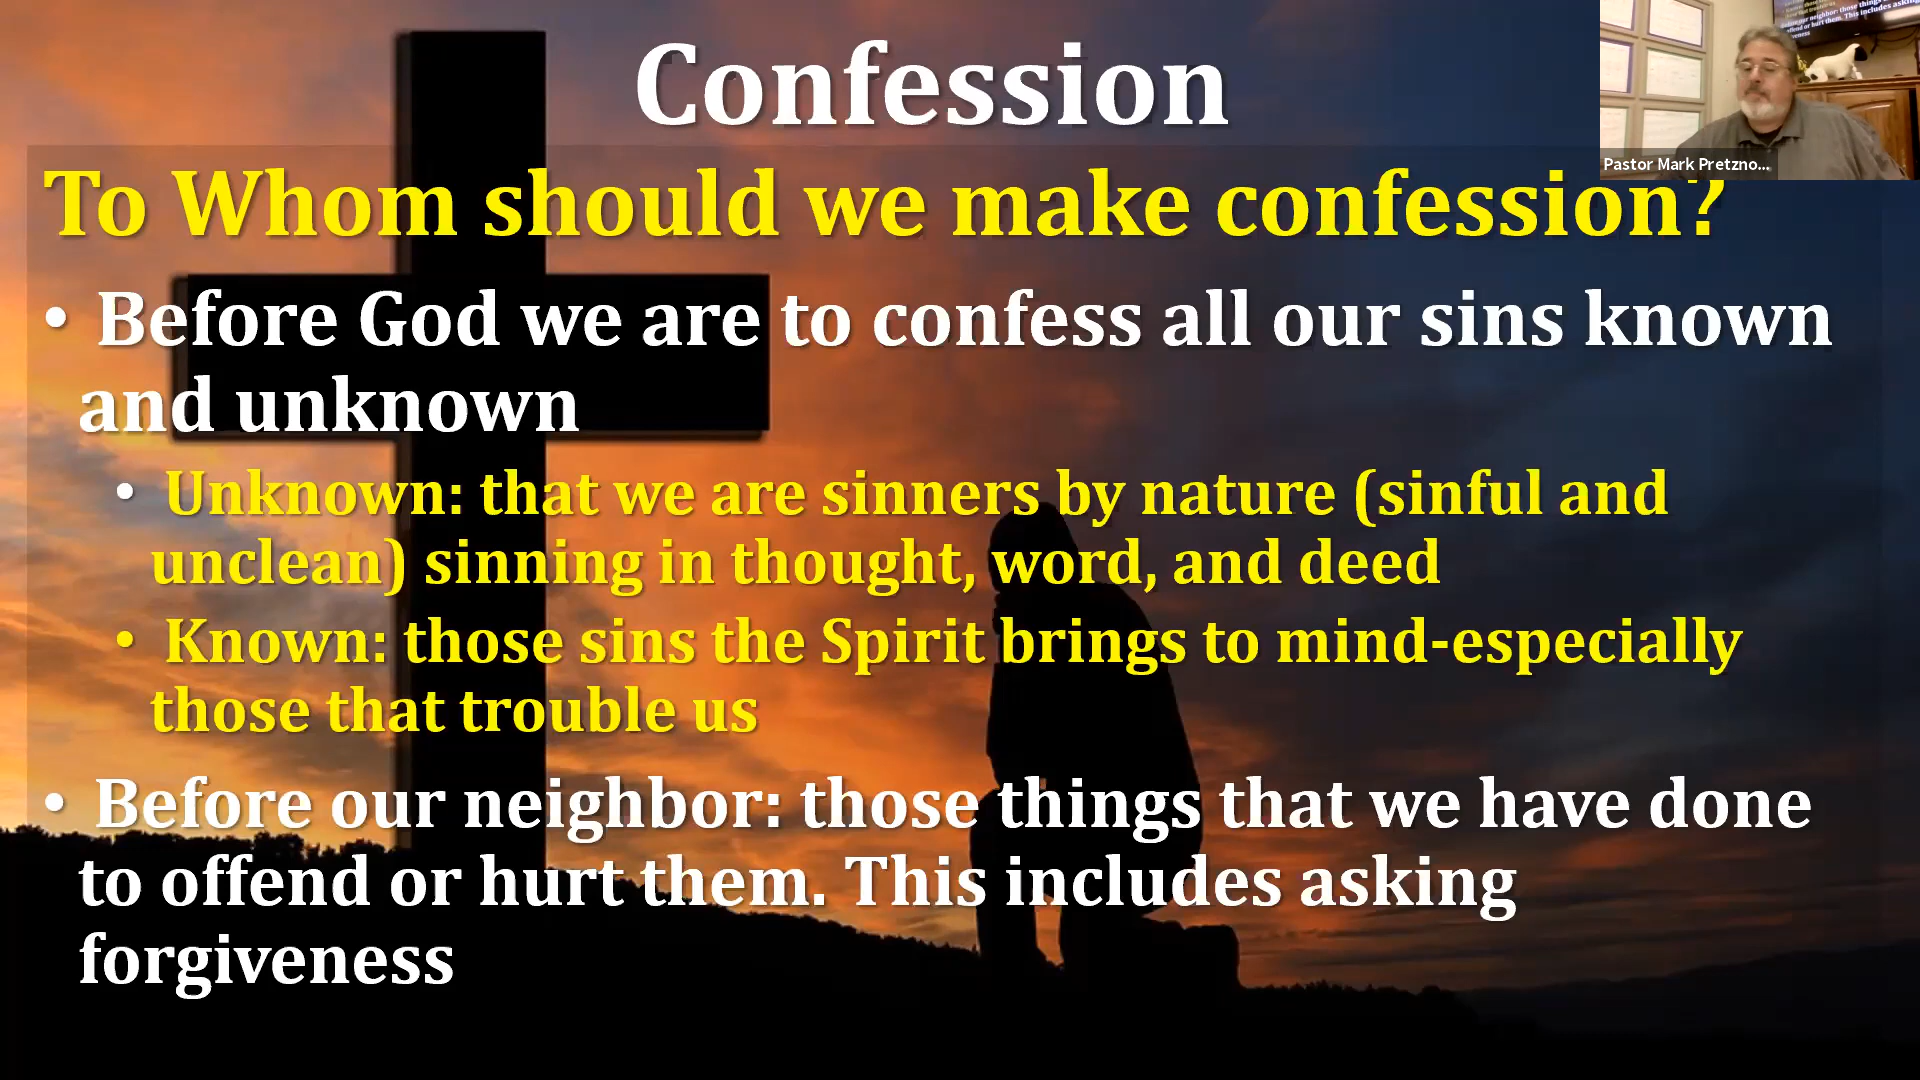 Confession
To Whom should we make confession?
• Before God we are to confess all our sins known
and unknown
• Unknown: that we are sinners by nature (sinful and
unclean) sinning in thought, word, and deed
• Known: those sins the Spirit brings to mind-especially
those that trouble us
• Before our neighbor: those things that we have done
to offend or hurt them. This includes asking
forgiveness
Pastor Mark Pretzno...